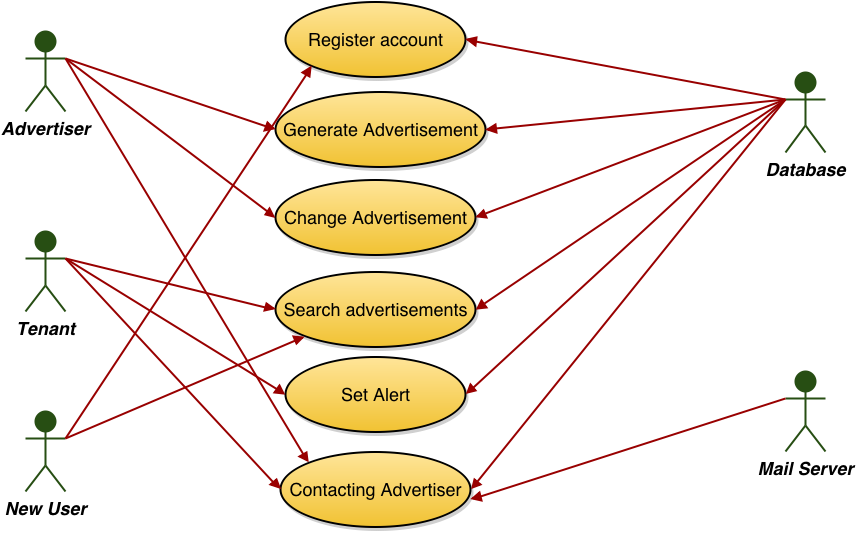 Register account
Advertiser
Generate Advertisement
Database
Change Advertisement
Search advertisements
Tenant
Set Alert
Mail Server
Contacting Advertiser
New User